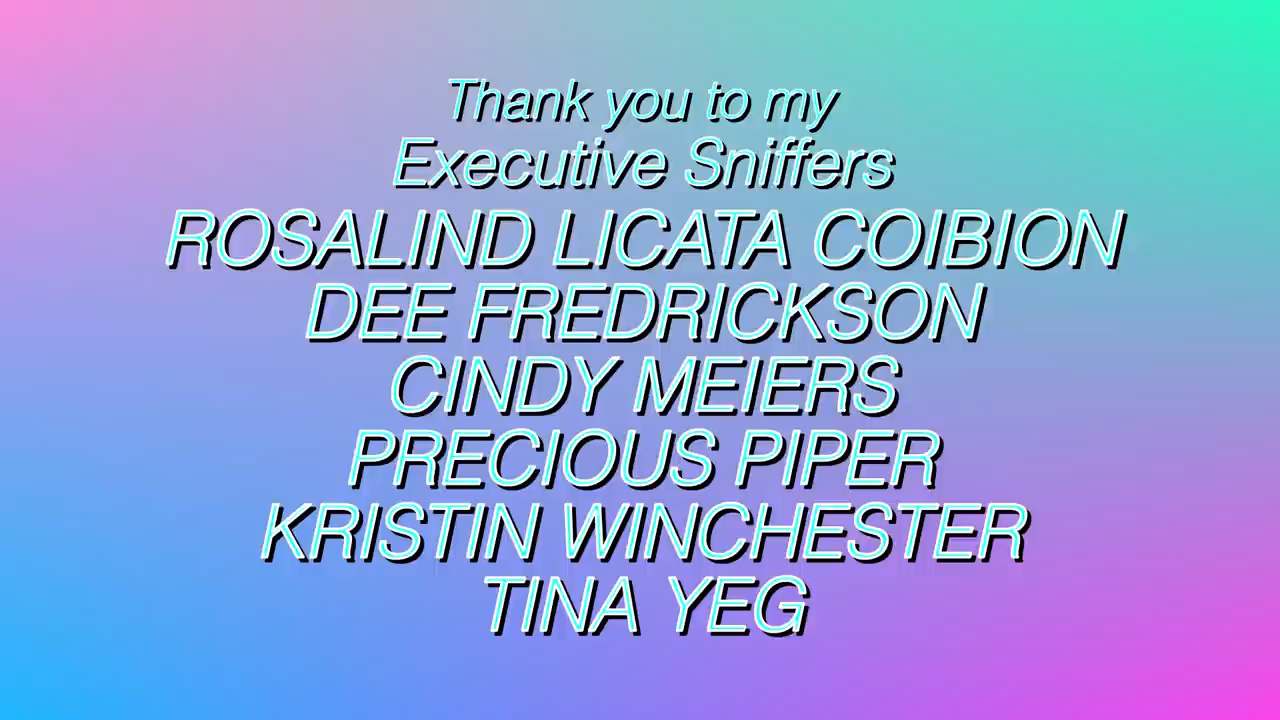 Thank you to my
Executive Sniffers
ROSALIND LICATA COIBION
DEE FREDRICKSON
CINDY MEIERS
PRECIOUS PIPER
KRISTIN WINCHESTER
TINA YEG